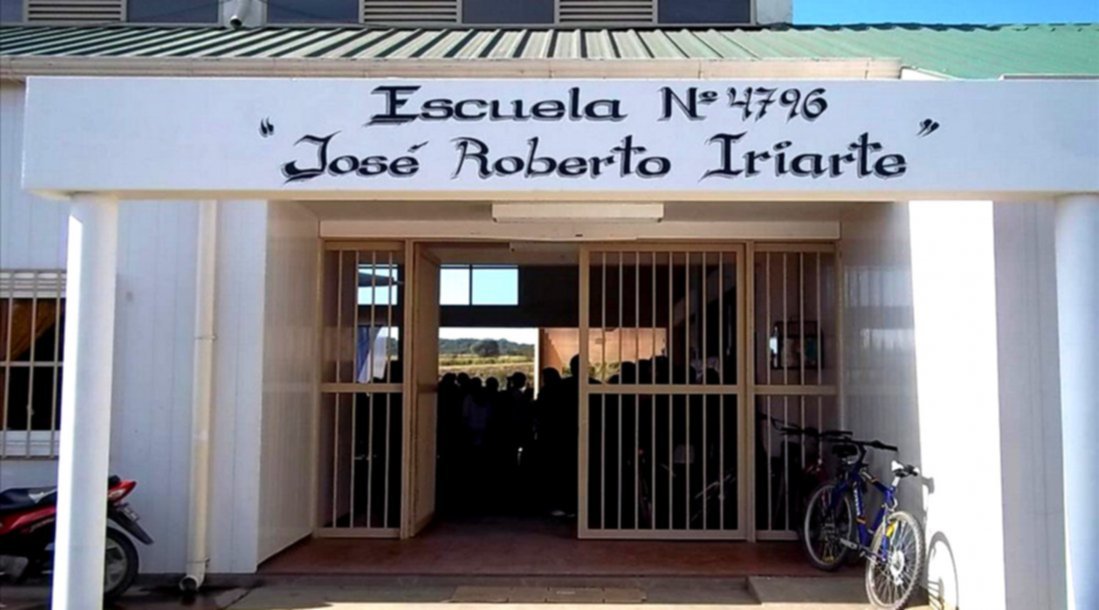 Escuela Nº 4796
"José Roberto Iriarte"